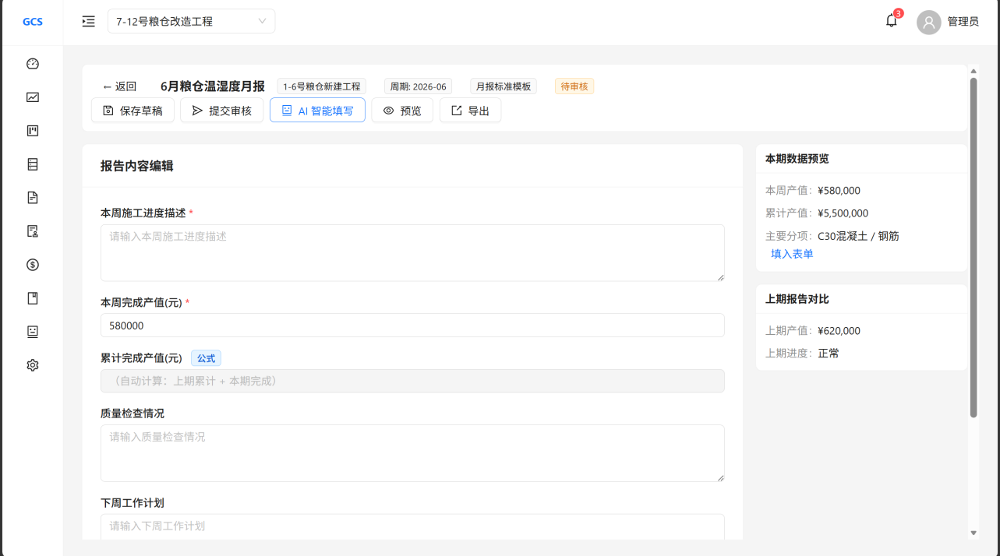 GCS
7-12号粮仓改造工程
3
管理员
← 返回
6月粮仓温湿度月报
1-6号粮仓新建工程
周期: 2026-06
月报标准模板
待审核
保存草稿
提交审核
AI 智能填写
预览
导出
报告内容编辑
本周施工进度描述 *
请输入本周施工进度描述
本周完成产值(元) *
580000
累计完成产值(元) 公式
（自动计算：上期累计 + 本期完成）
质量检查情况
请输入质量检查情况
下周工作计划
请输入下周工作计划
本期数据预览
本周产值：¥580,000
累计产值：¥5,500,000
主要分项：C30混凝土 / 钢筋
填入表单
上期报告对比
上期产值：¥620,000
上期进度：正常